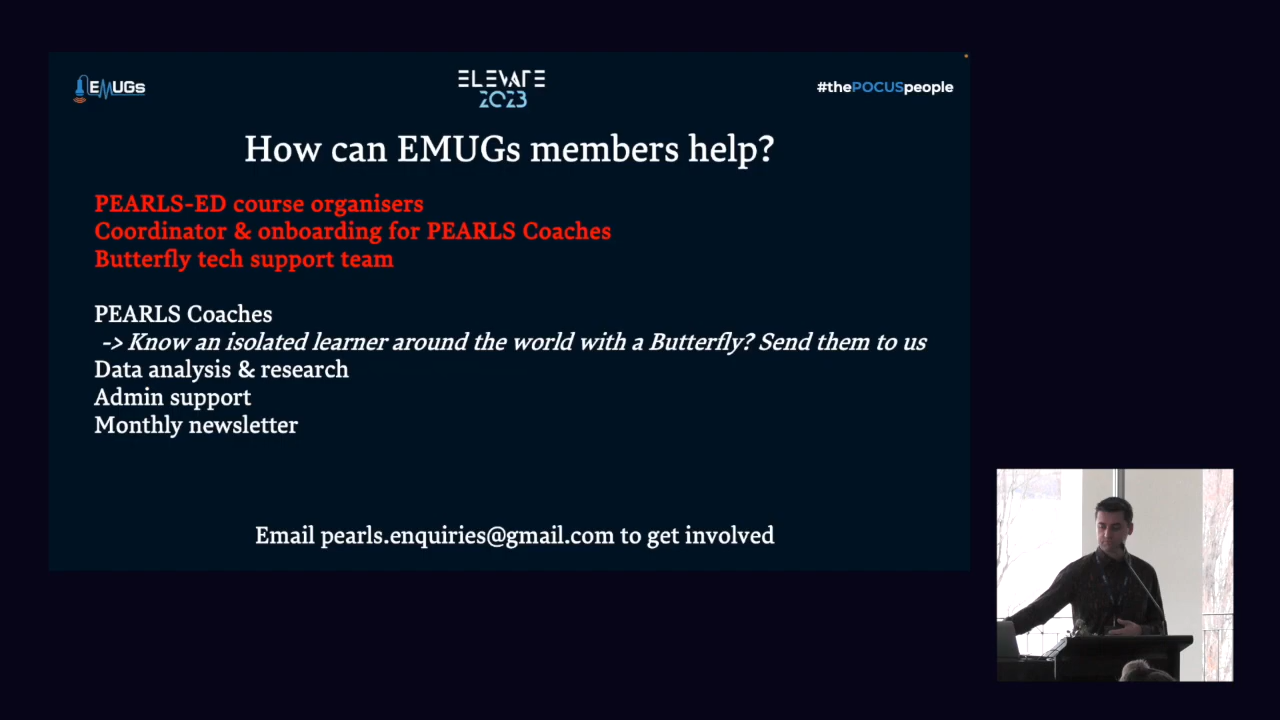 EMUGs
ELEVATE
2023
#thePOCUSpeople
How can EMUGs members help?
PEARLS-ED course organisers
Coordinator & onboarding for PEARLS Coaches
Butterfly tech support team
PEARLS Coaches
-> Know an isolated learner around the world with a Butterfly? Send them to us
Data analysis & research
Admin support
Monthly newsletter
Email pearls.enquiries@gmail.com to get involved